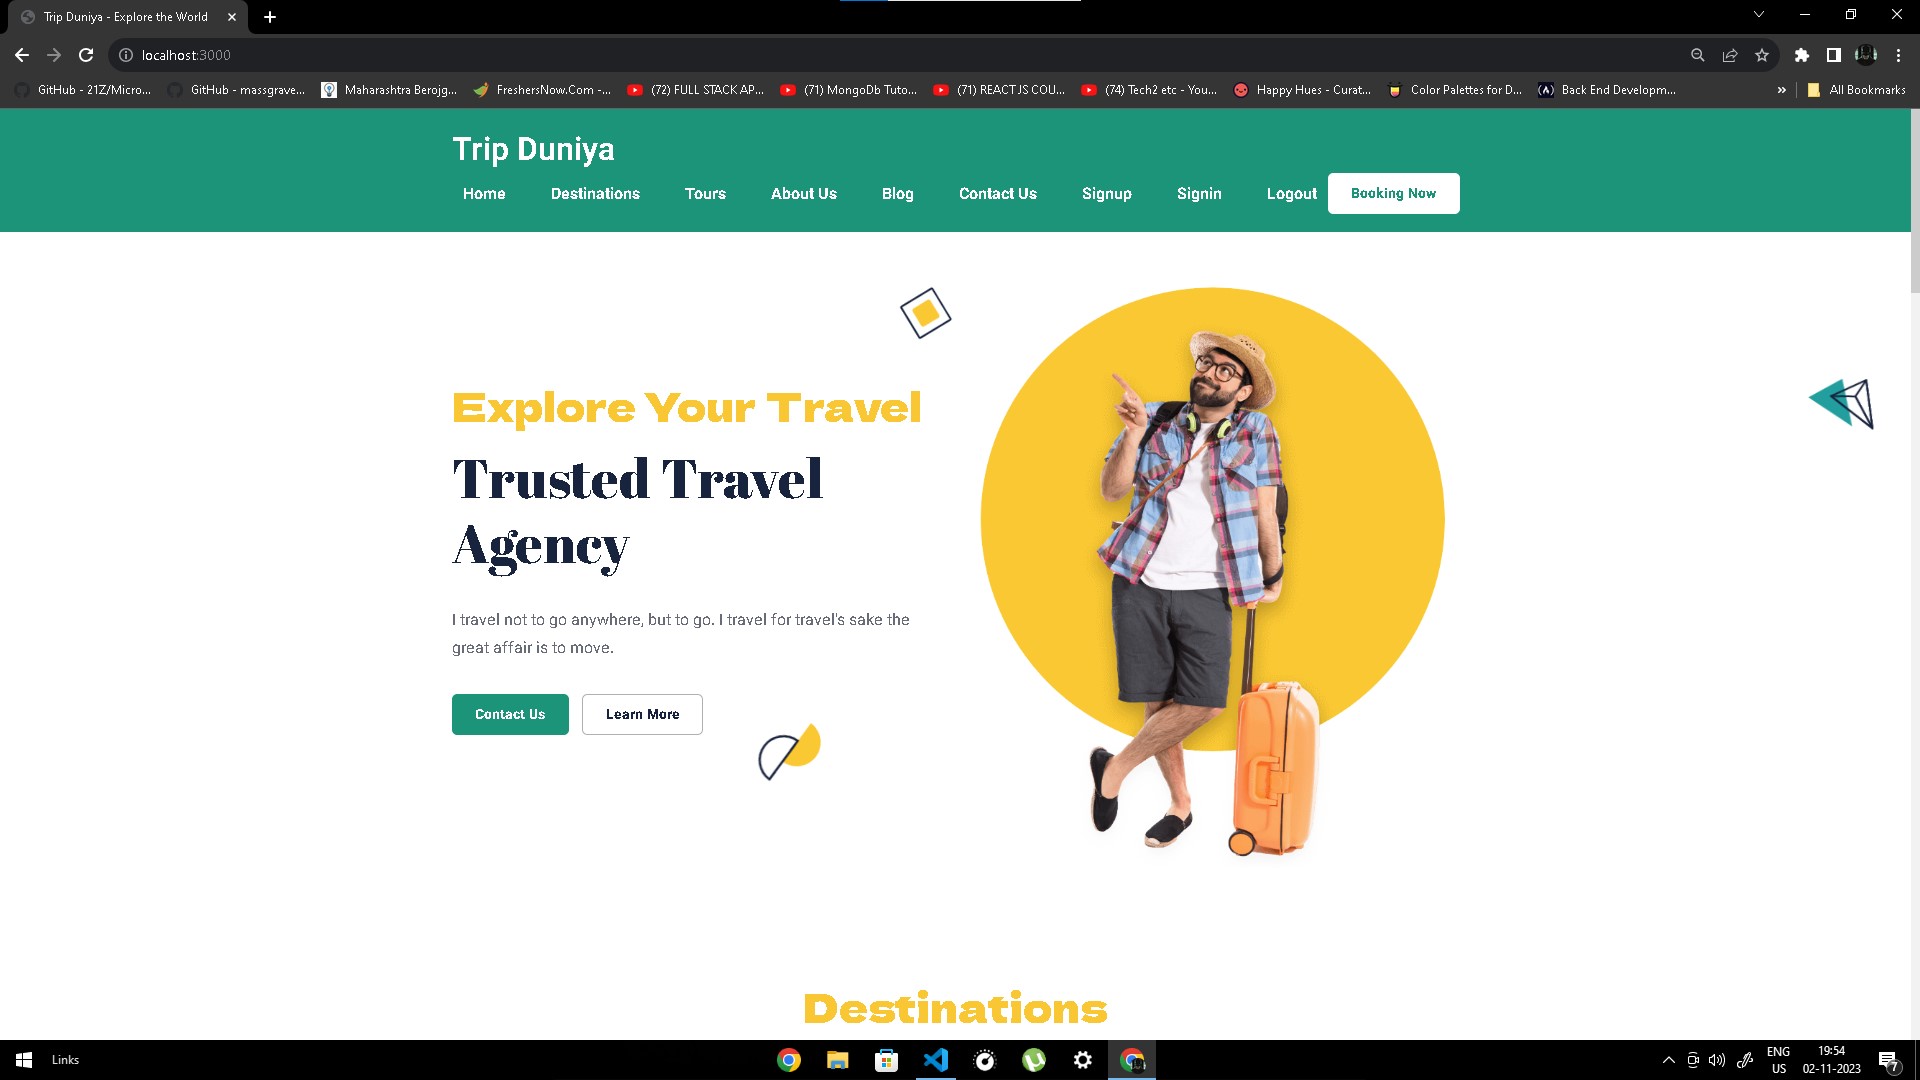 Trip Duniya - Explore the World
localhost:3000
GitHub - 21Z/Micro... GitHub - massgrave... Maharashtra Berojg... FreshersNow.Com -... (72) FULL STACK AP... (71) MongoDb Tuto... (71) REACT JS COU... (74) Tech2 etc - You... Happy Hues - Curat... Color Palettes for D... Back End Developm... » All Bookmarks
Trip Duniya
Home Destinations Tours About Us Blog Contact Us Signup Signin Logout Booking Now
Explore Your Travel
Trusted Travel
Agency
I travel not to go anywhere, but to go. I travel for travel's sake the
great affair is to move.
Contact Us Learn More
Destinations
Links
ENG
US
19:54
02-11-2023
7